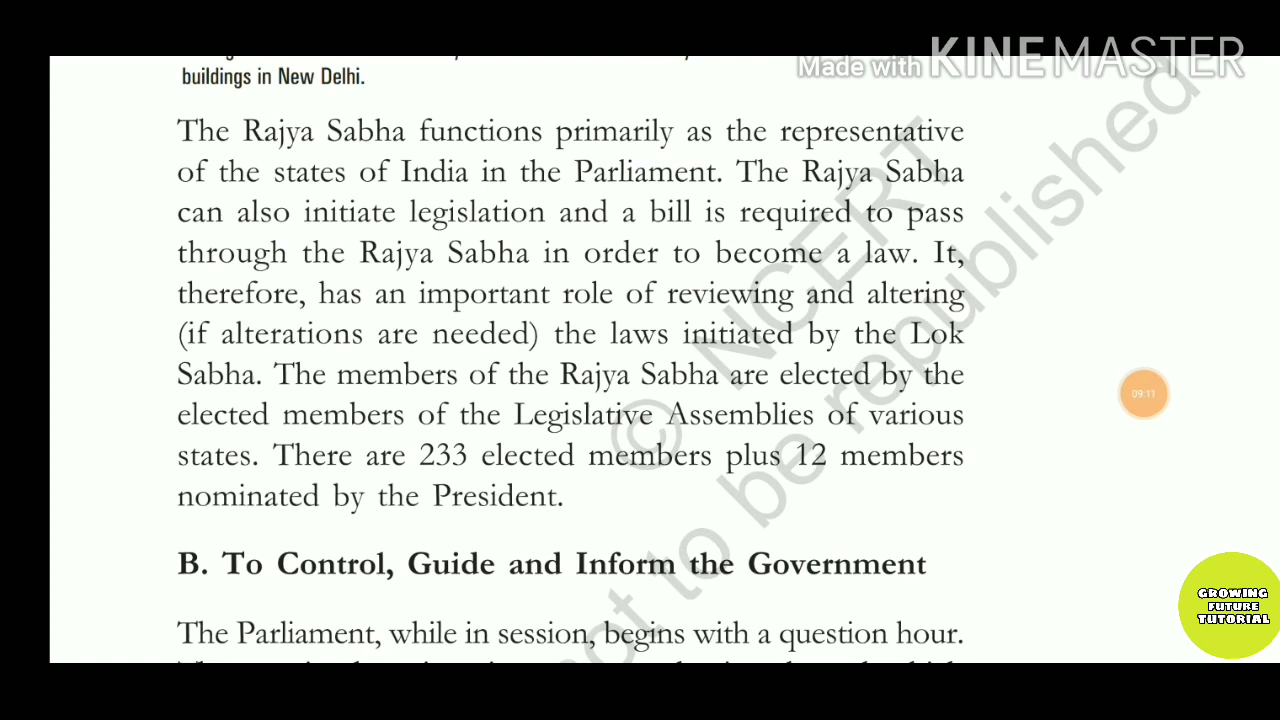 Made with KINEMASTER
buildings in New Delhi.
The Rajya Sabha functions primarily as the representative
of the states of India in the Parliament. The Rajya Sabha
can also initiate legislation and a bill is required to pass
through the Rajya Sabha in order to become a law. It,
therefore, has an important role of reviewing and altering
(if alterations are needed) the laws initiated by the Lok
Sabha. The members of the Rajya Sabha are elected by the
elected members of the Legislative Assemblies of various
states. There are 233 elected members plus 12 members
nominated by the President.
B. To Control, Guide and Inform the Government
The Parliament, while in session, begins with a question hour.
© NCERT
not to be republished
09:11
GROWING
FUTURE
TUTORIAL